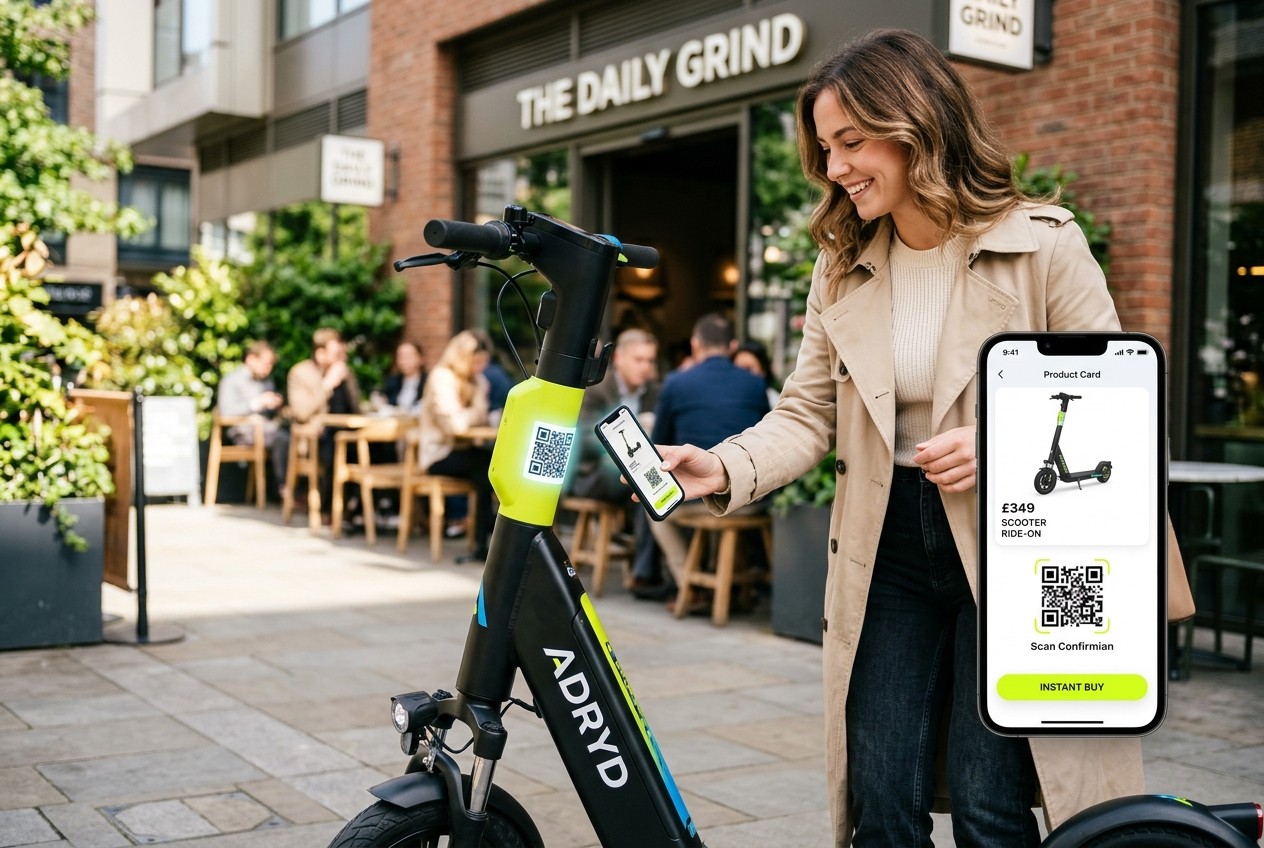 THE DAILY GRIND
DAILY
GRIND
THE
DAILY
GRIND
ADRYD
9:41
Product Card
£349
SCOOTER
RIDE-ON
Scan Confirmian
INSTANT BUY